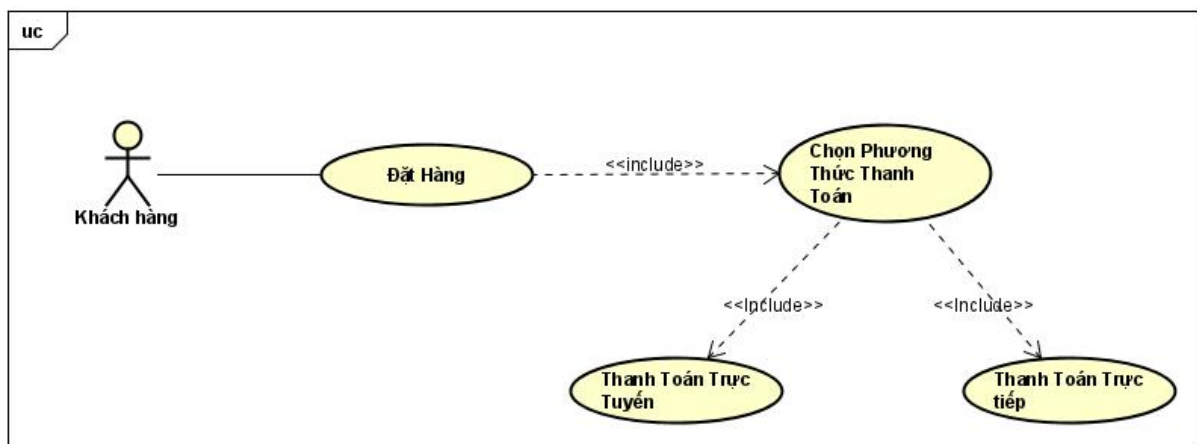 uc
Khách hàng
Đặt Hàng
<<include>>
Chọn Phương
Thức Thanh
Toán
<<Include>>
<<Include>>
Thanh Toán Trực
Tuyến
Thanh Toán Trực
tiếp